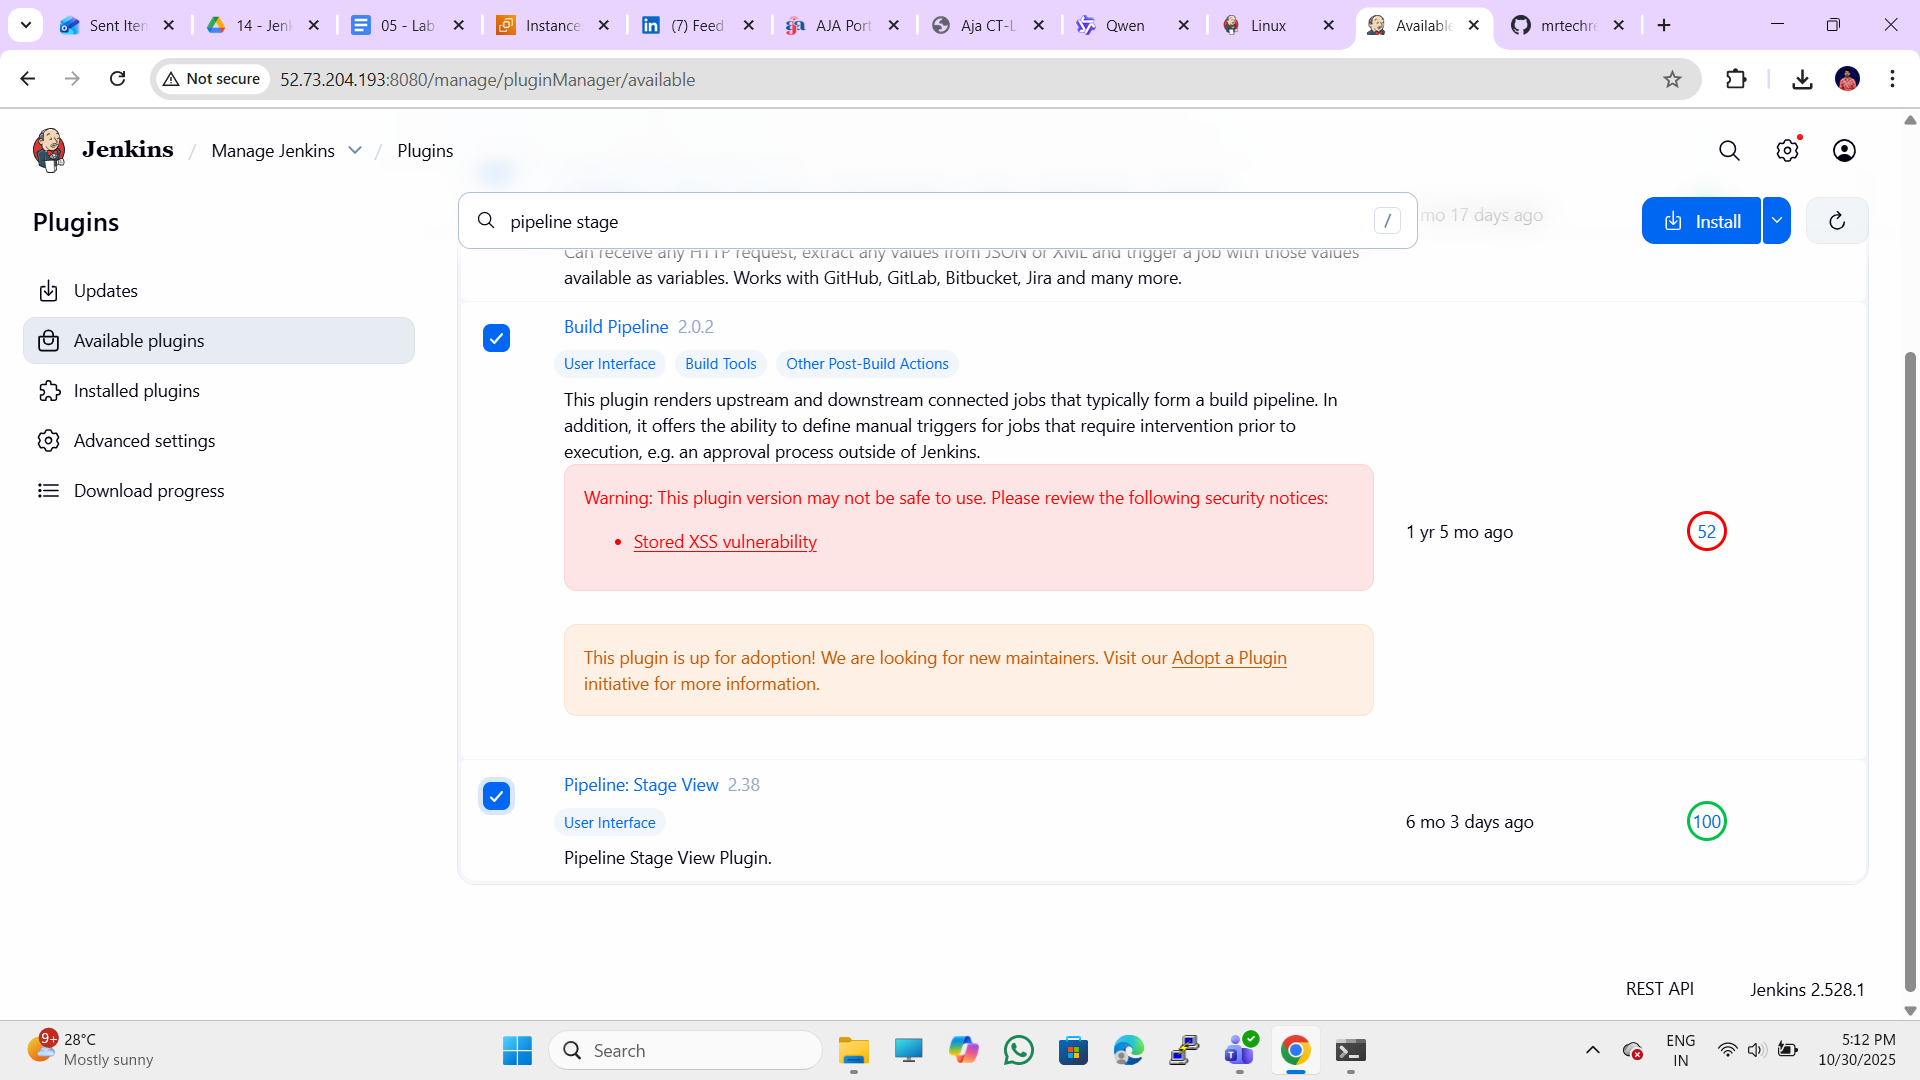 Sent Iten
14 - Jenk
05 - Lab
Instance
(7) Feed
AJA Port
Aja CT-L
Qwen
Linux
Available
mrtechre
Not secure
52.73.204.193:8080/manage/pluginManager/available
Jenkins / Manage Jenkins / Plugins
Plugins
pipeline stage
/
mo 17 days ago
Install
Updates
Available plugins
Installed plugins
Advanced settings
Download progress
Can receive any HTTP request, extract any values from JSON or XML and trigger a job with those values
available as variables. Works with GitHub, GitLab, Bitbucket, Jira and many more.
Build Pipeline 2.0.2
User Interface Build Tools Other Post-Build Actions
This plugin renders upstream and downstream connected jobs that typically form a build pipeline. In
addition, it offers the ability to define manual triggers for jobs that require intervention prior to
execution, e.g. an approval process outside of Jenkins.
Warning: This plugin version may not be safe to use. Please review the following security notices:
• Stored XSS vulnerability
1 yr 5 mo ago
52
This plugin is up for adoption! We are looking for new maintainers. Visit our Adopt a Plugin
initiative for more information.
Pipeline: Stage View 2.38
User Interface
Pipeline Stage View Plugin.
6 mo 3 days ago
100
REST API
Jenkins 2.528.1
9+
28°C
Mostly sunny
Search
ENG
IN
5:12 PM
10/30/2025